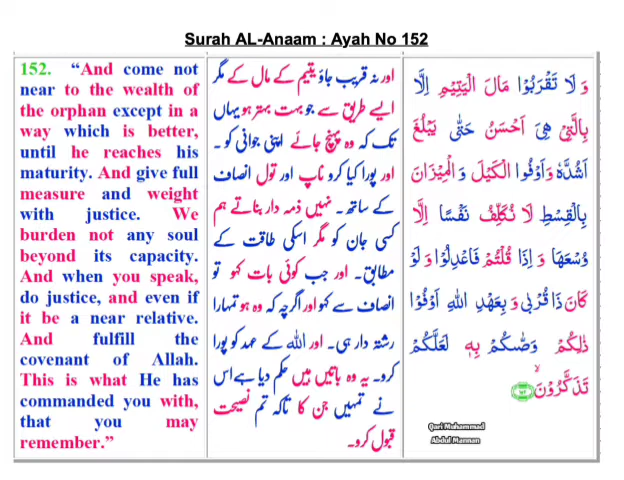 Surah AL-Anaam : Ayah No 152
152. “And come not
near to the wealth of
the orphan except in a
way which is better,
until he reaches his
maturity. And give full
measure and weight
with justice. We
burden not any soul
beyond its capacity.
And when you speak,
do justice, and even if
it be a near relative.
And fulfill the
covenant of Allah.
This is what He has
commanded you with,
that you may
remember.”
اور نہ قریب جاؤ یتیم کے مال کے مگر
ایسے طریق سے جو بہت بہتر ہو یہاں
تک کہ وہ پہنچ جائے اپنی جوانی کو ۔
اور پورا کیا کرو ناپ اور تول انصاف
کے ساتھ ۔ نہیں ذمہ دار بناتے ہم
کسی جان کو مگر اسکی طاقت کے
مطابق ۔ اور جب کوئی بات کہو تو
انصاف سے کہو اور اگرچہ کہ وہ ہو تمہارا
رشتہ دار ہی ۔ اور اللہ کے عہد کو پورا
کرو۔ یہ وہ باتیں ہیں حکم دیا ہے اس
نے تمہیں جن کا تاکہ تم نصیحت
قبول کرو۔
وَ لَا تَقْرَبُوْا مَالَ الْيَتِيْمِ اِلَّا
بِالَّتِيْ هِيَ اَحْسَنُ حَتّٰى يَبْلُغَ
اَشُدَّهٗ وَ اَوْفُوا الْكَيْلَ وَ الْمِيْزَانَ
بِالْقِسْطِ لَا نُكَلِّفُ نَفْسًا اِلَّا
وُسْعَهَا وَ اِذَا قُلْتُمْ فَاعْدِلُوْا وَ لَوْ
كَانَ ذَا قُرْبٰى وَ بِعَهْدِ اللّٰهِ اَوْفُوْا
ذٰلِكُمْ وَصّٰىكُمْ بِهٖ لَعَلَّكُمْ
تَذَكَّرُوْنَۙ ۱۵۲
Qari Mohammad
Abdul Mannan